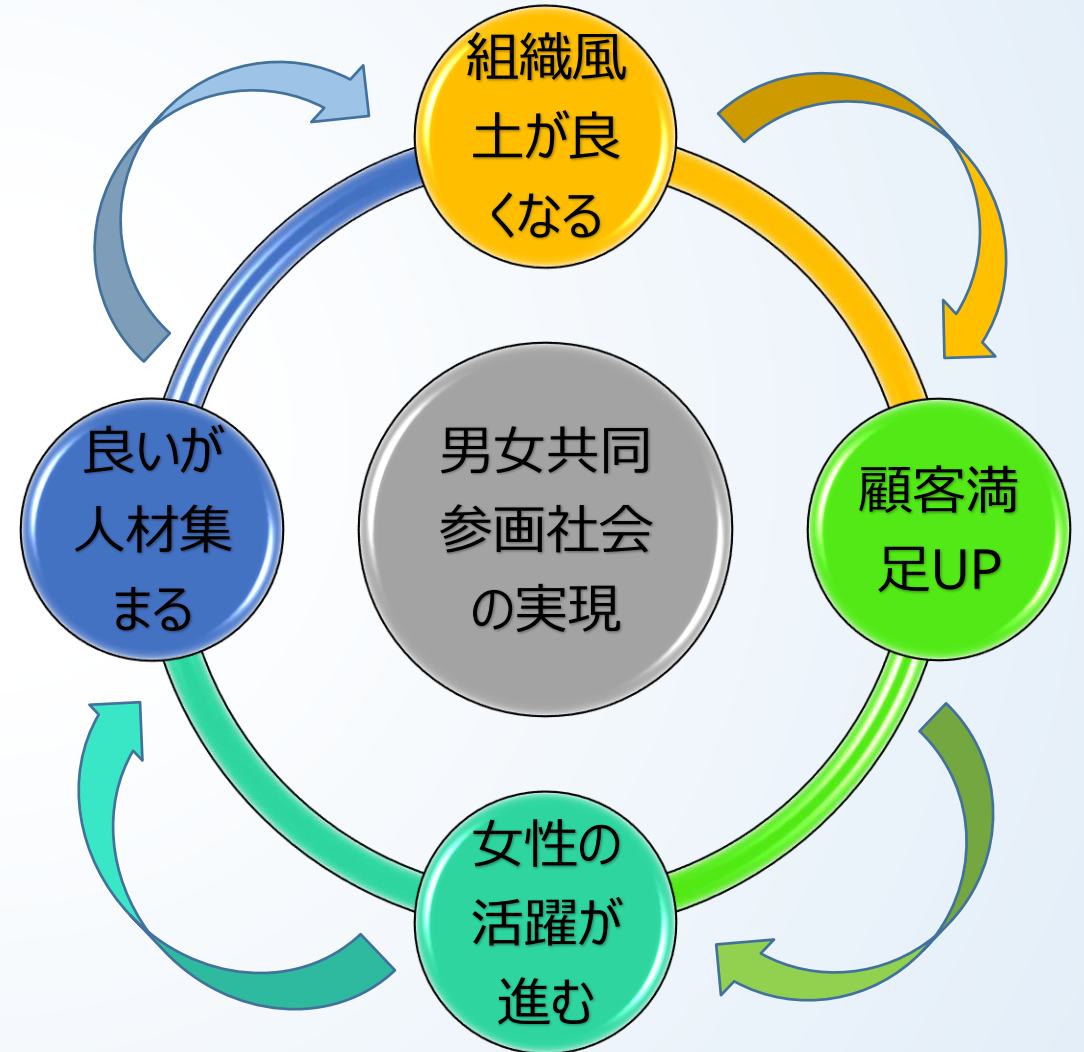 組織風
土が良
くなる
良いが
人材集
まる
男女共同
参画社会
の実現
顧客満
足UP
女性の
活躍が
進む